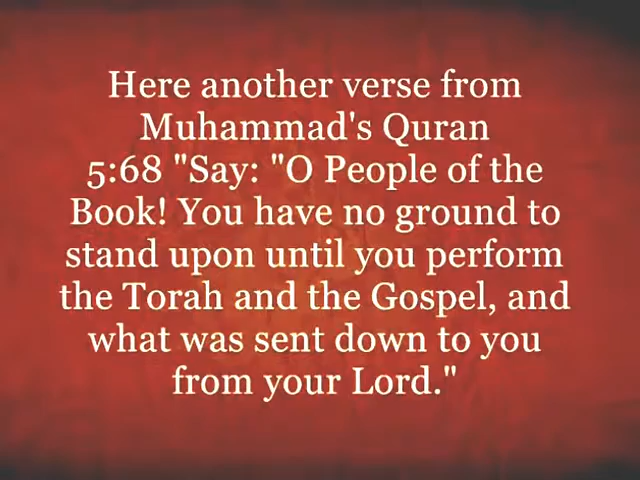 Here another verse from
Muhammad's Quran
5:68 "Say: "O People of the
Book! You have no ground to
stand upon until you perform
the Torah and the Gospel, and
what was sent down to you
from your Lord."